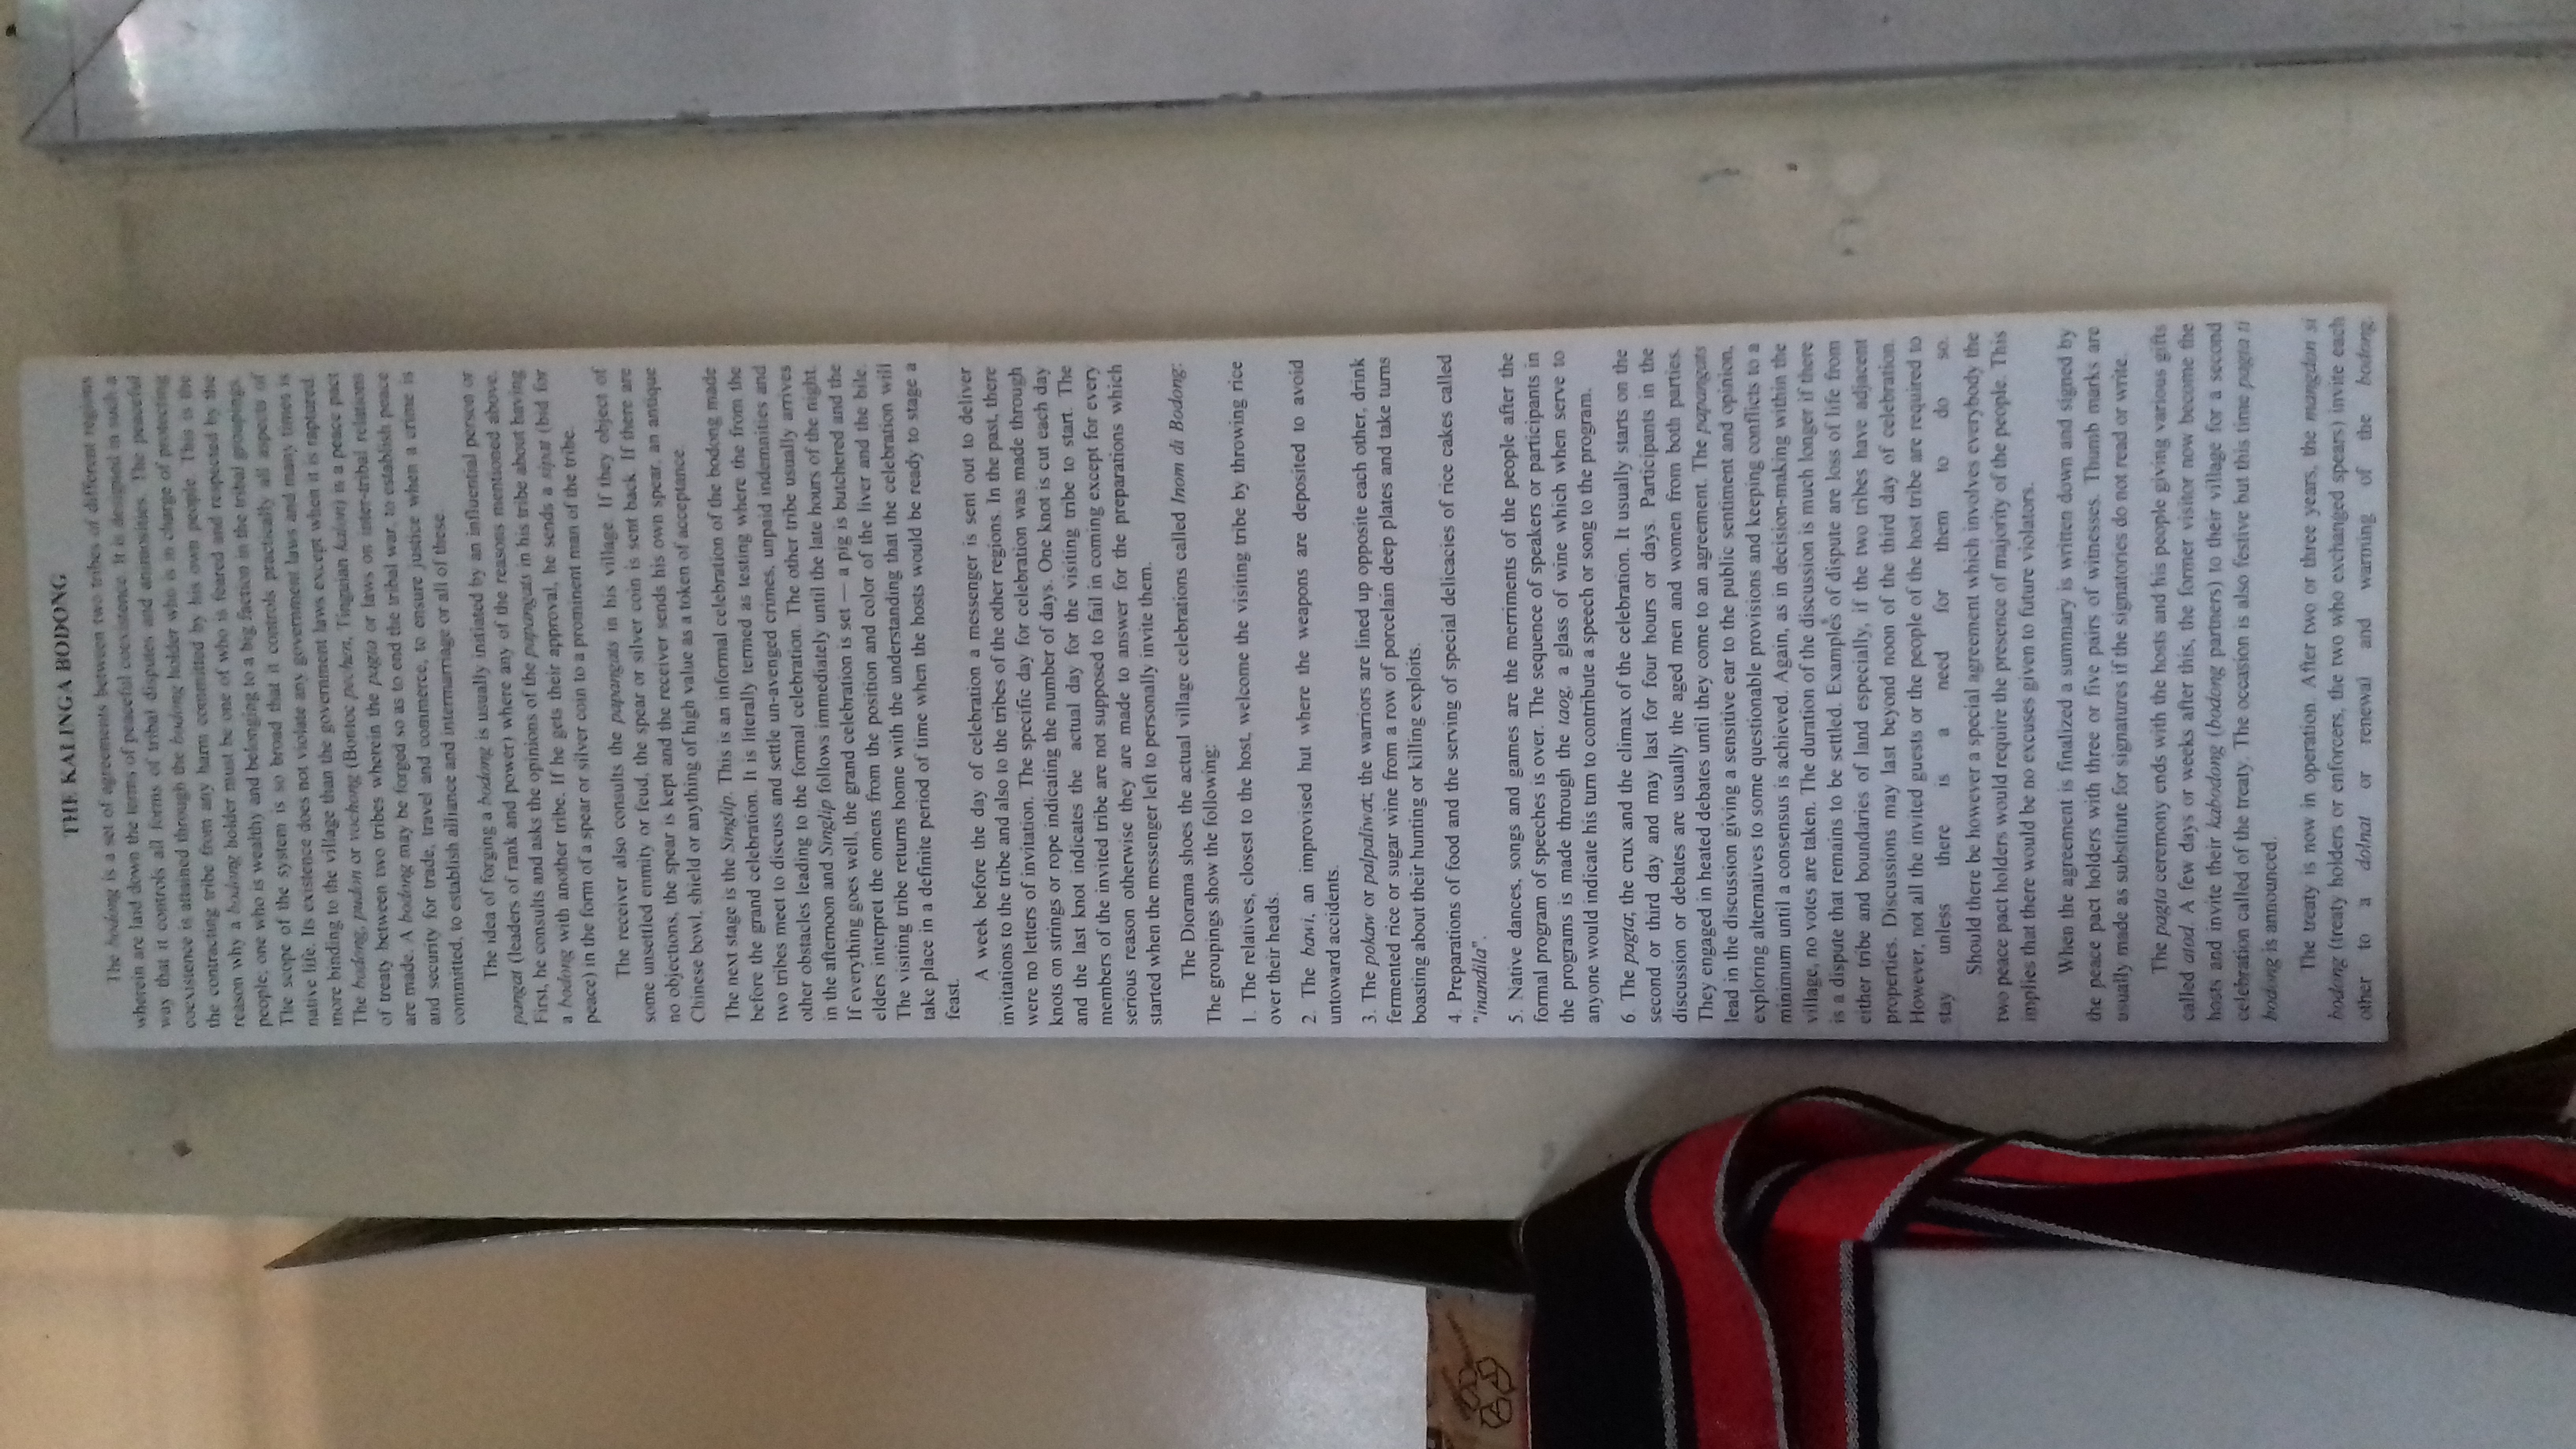 THE KALINGA BODONG
The bodong is a set of agreements between two tribes of different regions
wherein are laid down the terms of peaceful coexistence. It is designed in such a
way that it controls all forms of tribal disputes and animosities. The peaceful
coexistence is attained through the bodong holder who is in charge of protecting
the contracting tribe from any harm committed by his own people. This is the
reason why a bodong holder must be one of who is feared and respected by the
people; one who is wealthy and belonging to a big faction in the tribal groupings.
The scope of the system is so broad that it controls practically all aspects of
native life. Its existence does not violate any government laws and many times is
more binding to the village than the government laws except when it is raptured.
The bodong, pudon or vochong (Bontoc pechen, Tinguian kalon) is a peace pact
of treaty between two tribes wherein the pagta or laws on inter-tribal relations
are made. A bodong may be forged so as to end the tribal war, to establish peace
and security for trade, travel and commerce, to ensure justice when a crime is
committed, to establish alliance and intermarriage or all of these.
The idea of forging a bodong is usually initiated by an influential person or
pangat (leaders of rank and power) where any of the reasons mentioned above.
First, he consults and asks the opinions of the papangats in his tribe about having
a bodong with another tribe. If he gets their approval, he sends a sipat (bid for
peace) in the form of a spear or silver coin to a prominent man of the tribe.
The receiver also consults the papangats in his village. If they object of
some unsettled enmity or feud, the spear or silver coin is sent back. If there are
no objections, the spear is kept and the receiver sends his own spear, an antique
Chinese bowl, shield or anything of high value as a token of acceptance.
The next stage is the Singlip. This is an informal celebration of the bodong made
before the grand celebration. It is literally termed as testing where the from the
two tribes meet to discuss and settle un-avenged crimes, unpaid indemnities and
other obstacles leading to the formal celebration. The other tribe usually arrives
in the afternoon and Singlip follows immediately until the late hours of the night.
If everything goes well, the grand celebration is set — a pig is butchered and the
elders interpret the omens from the position and color of the liver and the bile.
The visiting tribe returns home with the understanding that the celebration will
take place in a definite period of time when the hosts would be ready to stage a
feast.
A week before the day of celebration a messenger is sent out to deliver
invitations to the tribe and also to the tribes of the other regions. In the past, there
were no letters of invitation. The specific day for celebration was made through
knots on strings or rope indicating the number of days. One knot is cut each day
and the last knot indicates the actual day for the visiting tribe to start. The
members of the invited tribe are not supposed to fail in coming except for every
serious reason otherwise they are made to answer for the preparations which
started when the messenger left to personally invite them.
The Diorama shoes the actual village celebrations called Inom di Bodong:
The groupings show the following:
1. The relatives, closest to the host, welcome the visiting tribe by throwing rice
over their heads.
2. The bawi, an improvised hut where the weapons are deposited to avoid
untoward accidents.
3. The pokaw or palpaliwat; the warriors are lined up opposite each other, drink
fermented rice or sugar wine from a row of porcelain deep plates and take turns
boasting about their hunting or killing exploits.
4. Preparations of food and the serving of special delicacies of rice cakes called
"inandila".
5. Native dances, songs and games are the merriments of the people after the
formal program of speeches is over. The sequence of speakers or participants in
the programs is made through the taog, a glass of wine which when serve to
anyone would indicate his turn to contribute a speech or song to the program.
6. The pagta; the crux and the climax of the celebration. It usually starts on the
second or third day and may last for four hours or days. Participants in the
discussion or debates are usually the aged men and women from both parties.
They engaged in heated debates until they come to an agreement. The papangats
lead in the discussion giving a sensitive ear to the public sentiment and opinion,
exploring alternatives to some questionable provisions and keeping conflicts to a
minimum until a consensus is achieved. Again, as in decision-making within the
village, no votes are taken. The duration of the discussion is much longer if there
is a dispute that remains to be settled. Examples of dispute are loss of life from
either tribe and boundaries of land especially, if the two tribes have adjacent
properties. Discussions may last beyond noon of the third day of celebration.
However, not all the invited guests or the people of the host tribe are required to
stay unless there is a need for them to do so.
Should there be however a special agreement which involves everybody the
two peace pact holders would require the presence of majority of the people. This
implies that there would be no excuses given to future violators.
When the agreement is finalized a summary is written down and signed by
the peace pact holders with three or five pairs of witnesses. Thumb marks are
usually made as substitute for signatures if the signatories do not read or write.
The pagta ceremony ends with the hosts and his people giving various gifts
called atod. A few days or weeks after this, the former visitor now become the
hosts and invite their kabodong (bodong partners) to their village for a second
celebration called of the treaty. The occasion is also festive but this time pagta ti
bodong is announced.
The treaty is now in operation. After two or three years, the mangdon si
bodong (treaty holders or enforcers, the two who exchanged spears) invite each
other to a dolnat or renewal and warming of the bodong.